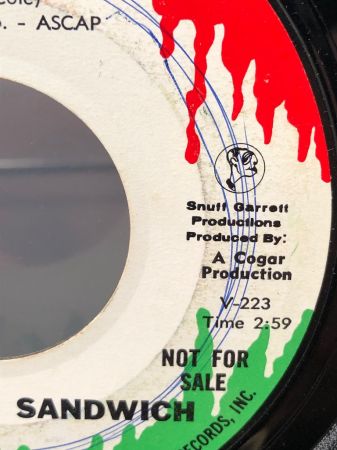 . - ASCAP
Snuff Garrett
Productions
Produced By:
A Cogar
Production
V-223
Time 2:59
NOT FOR
SALE
SANDWICH
RECORDS, INC.